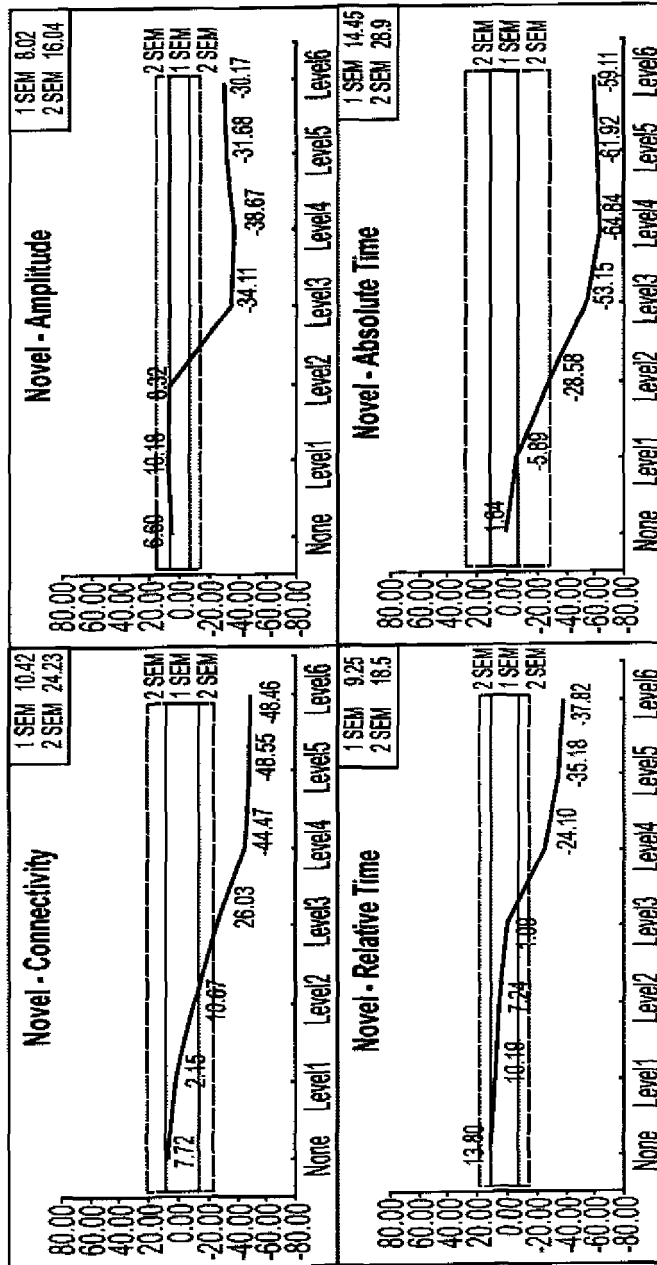 Novel - Connectivity
1 SEM 10.42
2 SEM 24.23
80.00
60.00
40.00
20.00
0.00
-20.00
-40.00
-60.00
-80.00
2 SEM
1 SEM
2 SEM
7.72
2.15
10.67
26.03
-44.47
-48.55
-48.46
None Level1 Level2 Level3 Level4 Level5 Level6
Novel - Amplitude
1 SEM 8.02
2 SEM 16.04
80.00
60.00
40.00
20.00
0.00
-20.00
-40.00
-60.00
-80.00
2 SEM
1 SEM
2 SEM
6.60
10.18
-34.11
-38.67
-31.68
-30.17
None Level1 Level2 Level3 Level4 Level5 Level6
Novel - Relative Time
1 SEM 9.25
2 SEM 18.5
80.00
60.00
40.00
20.00
0.00
-20.00
-40.00
-60.00
-80.00
2 SEM
1 SEM
2 SEM
13.80
10.19
7.24
-24.10
-35.18
-37.82
None Level1 Level2 Level3 Level4 Level5 Level6
Novel - Absolute Time
1 SEM 14.45
2 SEM 28.9
80.00
60.00
40.00
20.00
0.00
-20.00
-40.00
-60.00
-80.00
2 SEM
1 SEM
2 SEM
1.64
-5.89
-28.58
-53.15
-64.84
-61.92
-59.11
None Level1 Level2 Level3 Level4 Level5 Level6